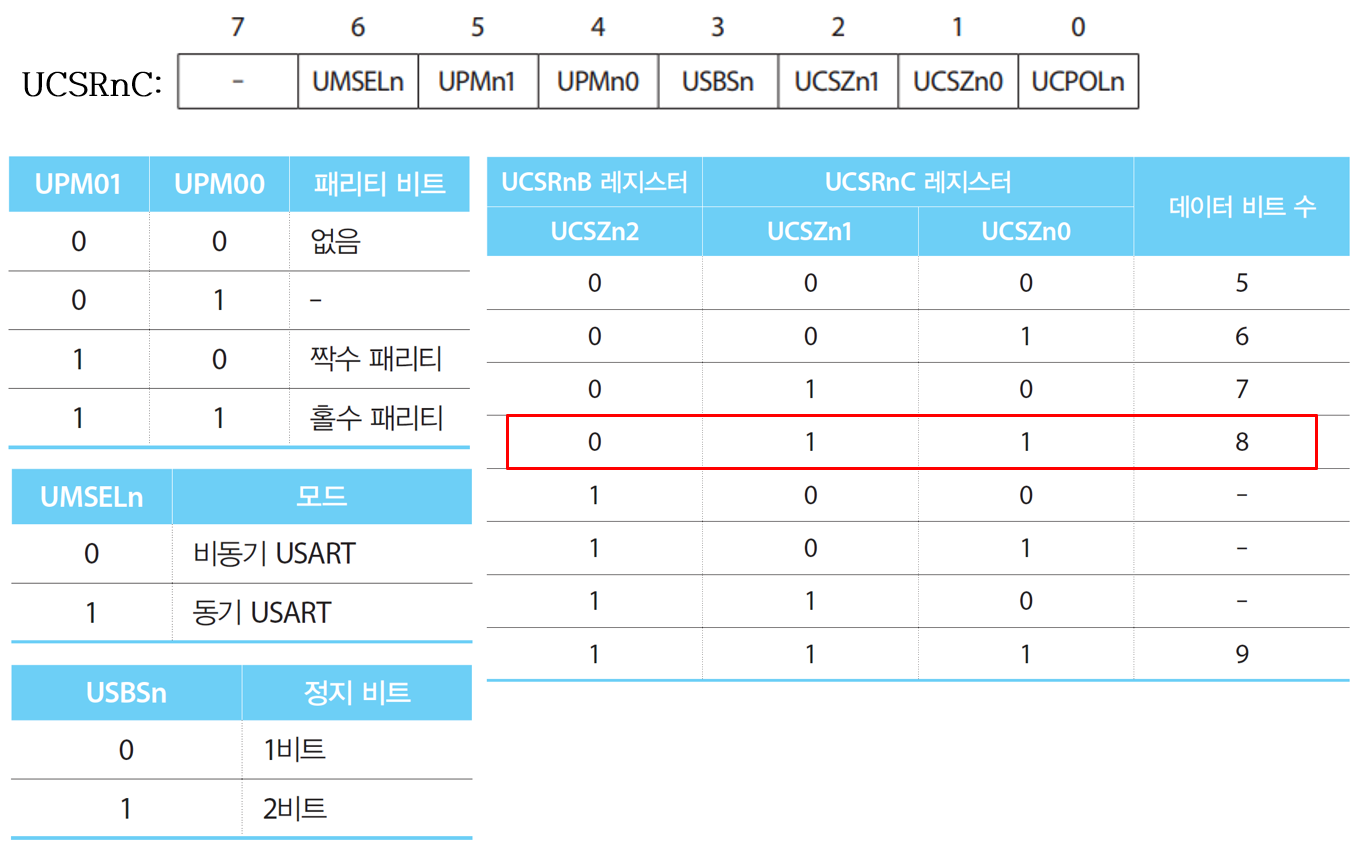 7 6 5 4 3 2 1 0
UCSRnC: – UMSELn UPMn1 UPMn0 USBSn UCSZn1 UCSZn0 UCPOLn
UPM01 UPM00 패리티 비트
0 0 없음
0 1 –
1 0 짝수 패리티
1 1 홀수 패리티
UMSELn 모드
0 비동기 USART
1 동기 USART
USBSn 정지 비트
0 1비트
1 2비트
UCSRnB 레지스터 UCSRnC 레지스터 데이터 비트 수
UCSZn2 UCSZn1 UCSZn0
0 0 0 5
0 0 1 6
0 1 0 7
0 1 1 8
1 0 0 –
1 0 1 –
1 1 0 –
1 1 1 9